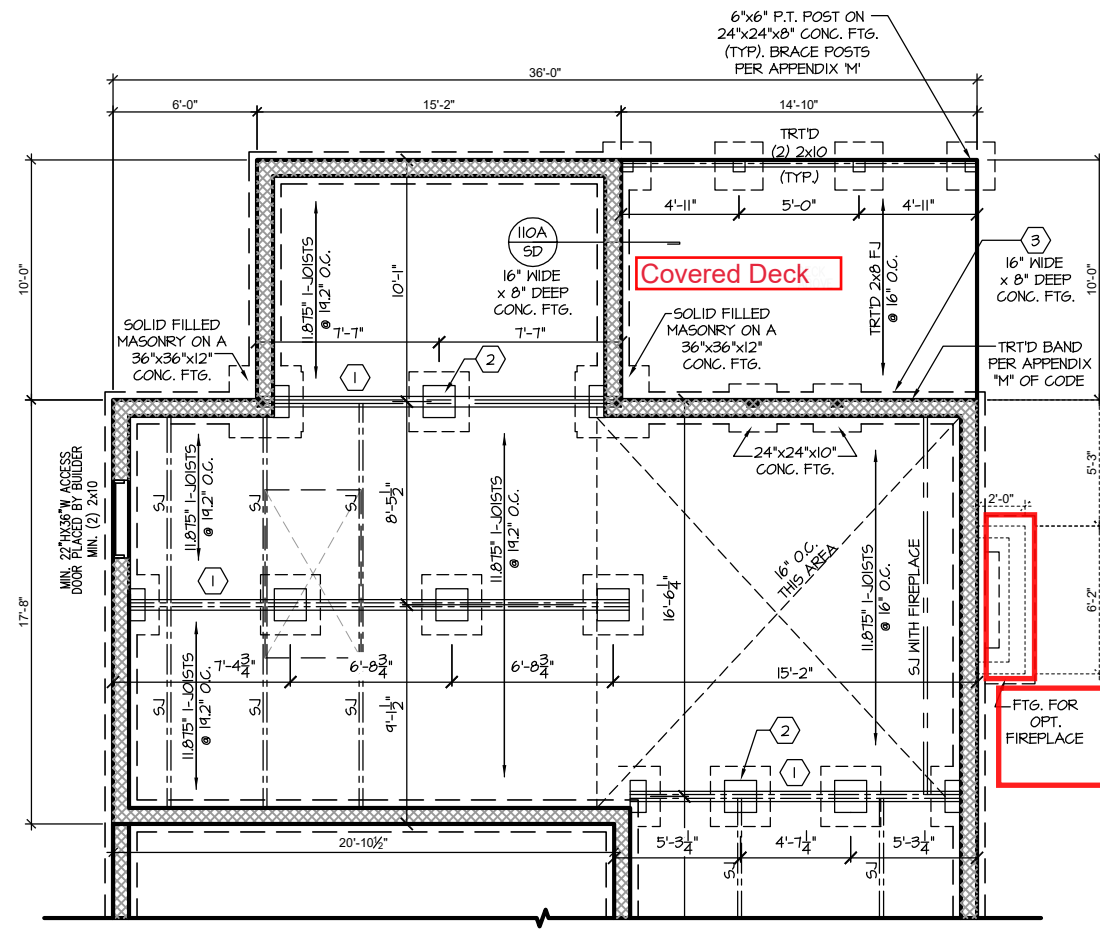 6"x6" P.T. POST ON
24"x24"x8" CONC. FTG.
(TYP). BRACE POSTS
PER APPENDIX 'M'
36'-0"
6'-0"
15'-2"
14'-10"
TRT'D
(2) 2x10
(TYP.)
4'-11"
5'-0"
4'-11"
110A
SD
16" WIDE
x 8" DEEP
CONC. FTG.
Covered Deck
3
16" WIDE
x 8" DEEP
CONC. FTG.
10'-0"
11.875" I-JOISTS
@ 19.2" O.C.
10'-1"
TRT'D 2x8 FJ
@ 16" O.C.
10'-0"
SOLID FILLED
MASONRY ON A
36"x36"x12"
CONC. FTG.
7'-7"
7'-7"
SOLID FILLED
MASONRY ON A
36"x36"x12"
CONC. FTG.
TRT'D BAND
PER APPENDIX
"M" OF CODE
1
2
24"x24"x10"
CONC. FTG.
MIN. 22"HX36"W ACCESS
DOOR PLACED BY BUILDER
MIN. (2) 2x10
SJ
11.875" I-JOISTS
@ 19.2" O.C.
SJ
SJ
8'-5 1/2"
11.875" I-JOISTS
@ 19.2" O.C.
5'-3"
2'-0"
1
16" O.C.
THIS AREA
16'-6 1/4"
11.875" I-JOISTS
@ 16" O.C.
SJ WITH FIREPLACE
6'-2"
17'-8"
7'-4 3/4"
6'-8 3/4"
6'-8 3/4"
15'-2"
SJ
11.875" I-JOISTS
@ 19.2" O.C.
SJ
SJ
9'-1 1/2"
FTG. FOR
OPT.
FIREPLACE
2
1
20'-10½"
5'-3 1/4"
4'-7 1/4"
5'-3 1/4"
SJ
SJ